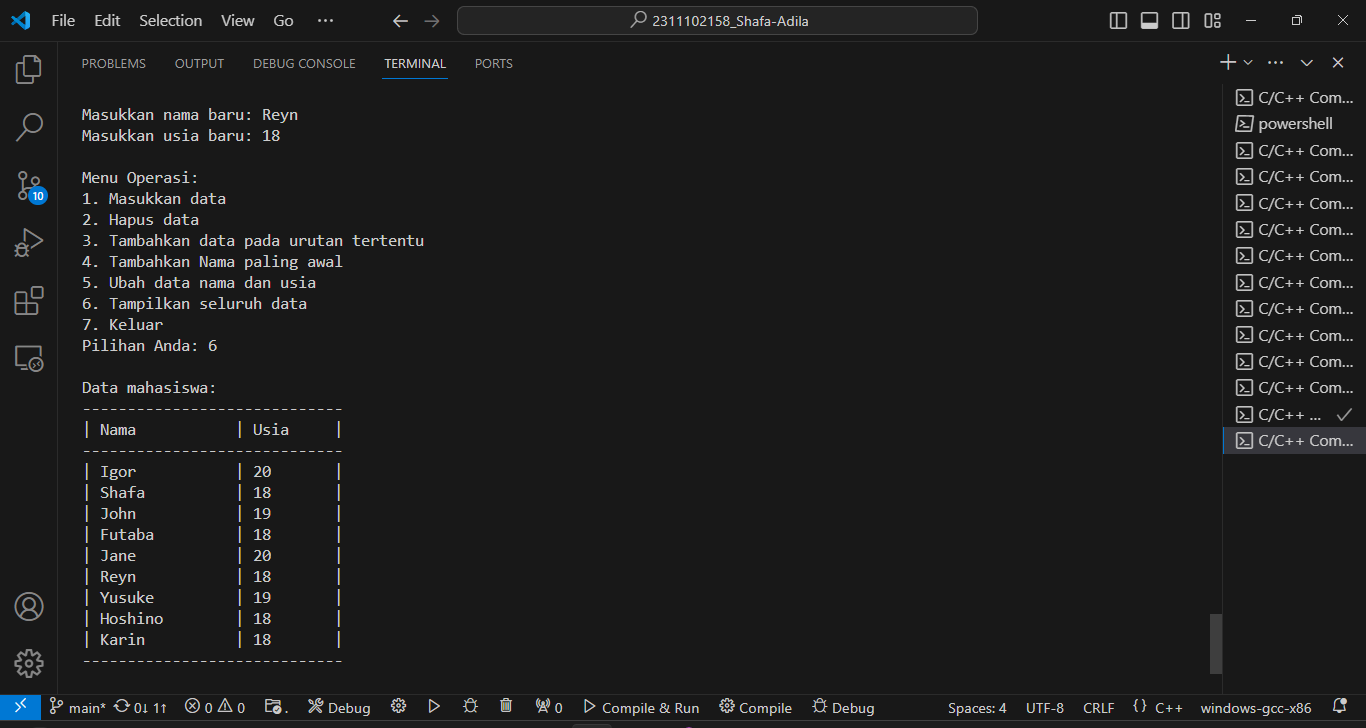 File Edit Selection View Go ···
2311102158_Shafa-Adila
PROBLEMS OUTPUT DEBUG CONSOLE TERMINAL PORTS
Masukkan nama baru: Reyn
Masukkan usia baru: 18
Menu Operasi:
1. Masukkan data
2. Hapus data
3. Tambahkan data pada urutan tertentu
4. Tambahkan Nama paling awal
5. Ubah data nama dan usia
6. Tampilkan seluruh data
7. Keluar
Pilihan Anda: 6
Data mahasiswa:
-----------------------------
| Nama | Usia |
-----------------------------
| Igor | 20 |
| Shafa | 18 |
| John | 19 |
| Futaba | 18 |
| Jane | 20 |
| Reyn | 18 |
| Yusuke | 19 |
| Hoshino | 18 |
| Karin | 18 |
-----------------------------
C/C++ Com...
powershell
C/C++ Com...
C/C++ Com...
C/C++ Com...
C/C++ Com...
C/C++ Com...
C/C++ Com...
C/C++ Com...
C/C++ Com...
C/C++ Com...
C/C++ Com...
C/C++ ...
C/C++ Com...
10
main* 0↓ 1↑ 0 0 Debug 0 Compile & Run Compile Debug Spaces: 4 UTF-8 CRLF {} C++ windows-gcc-x86